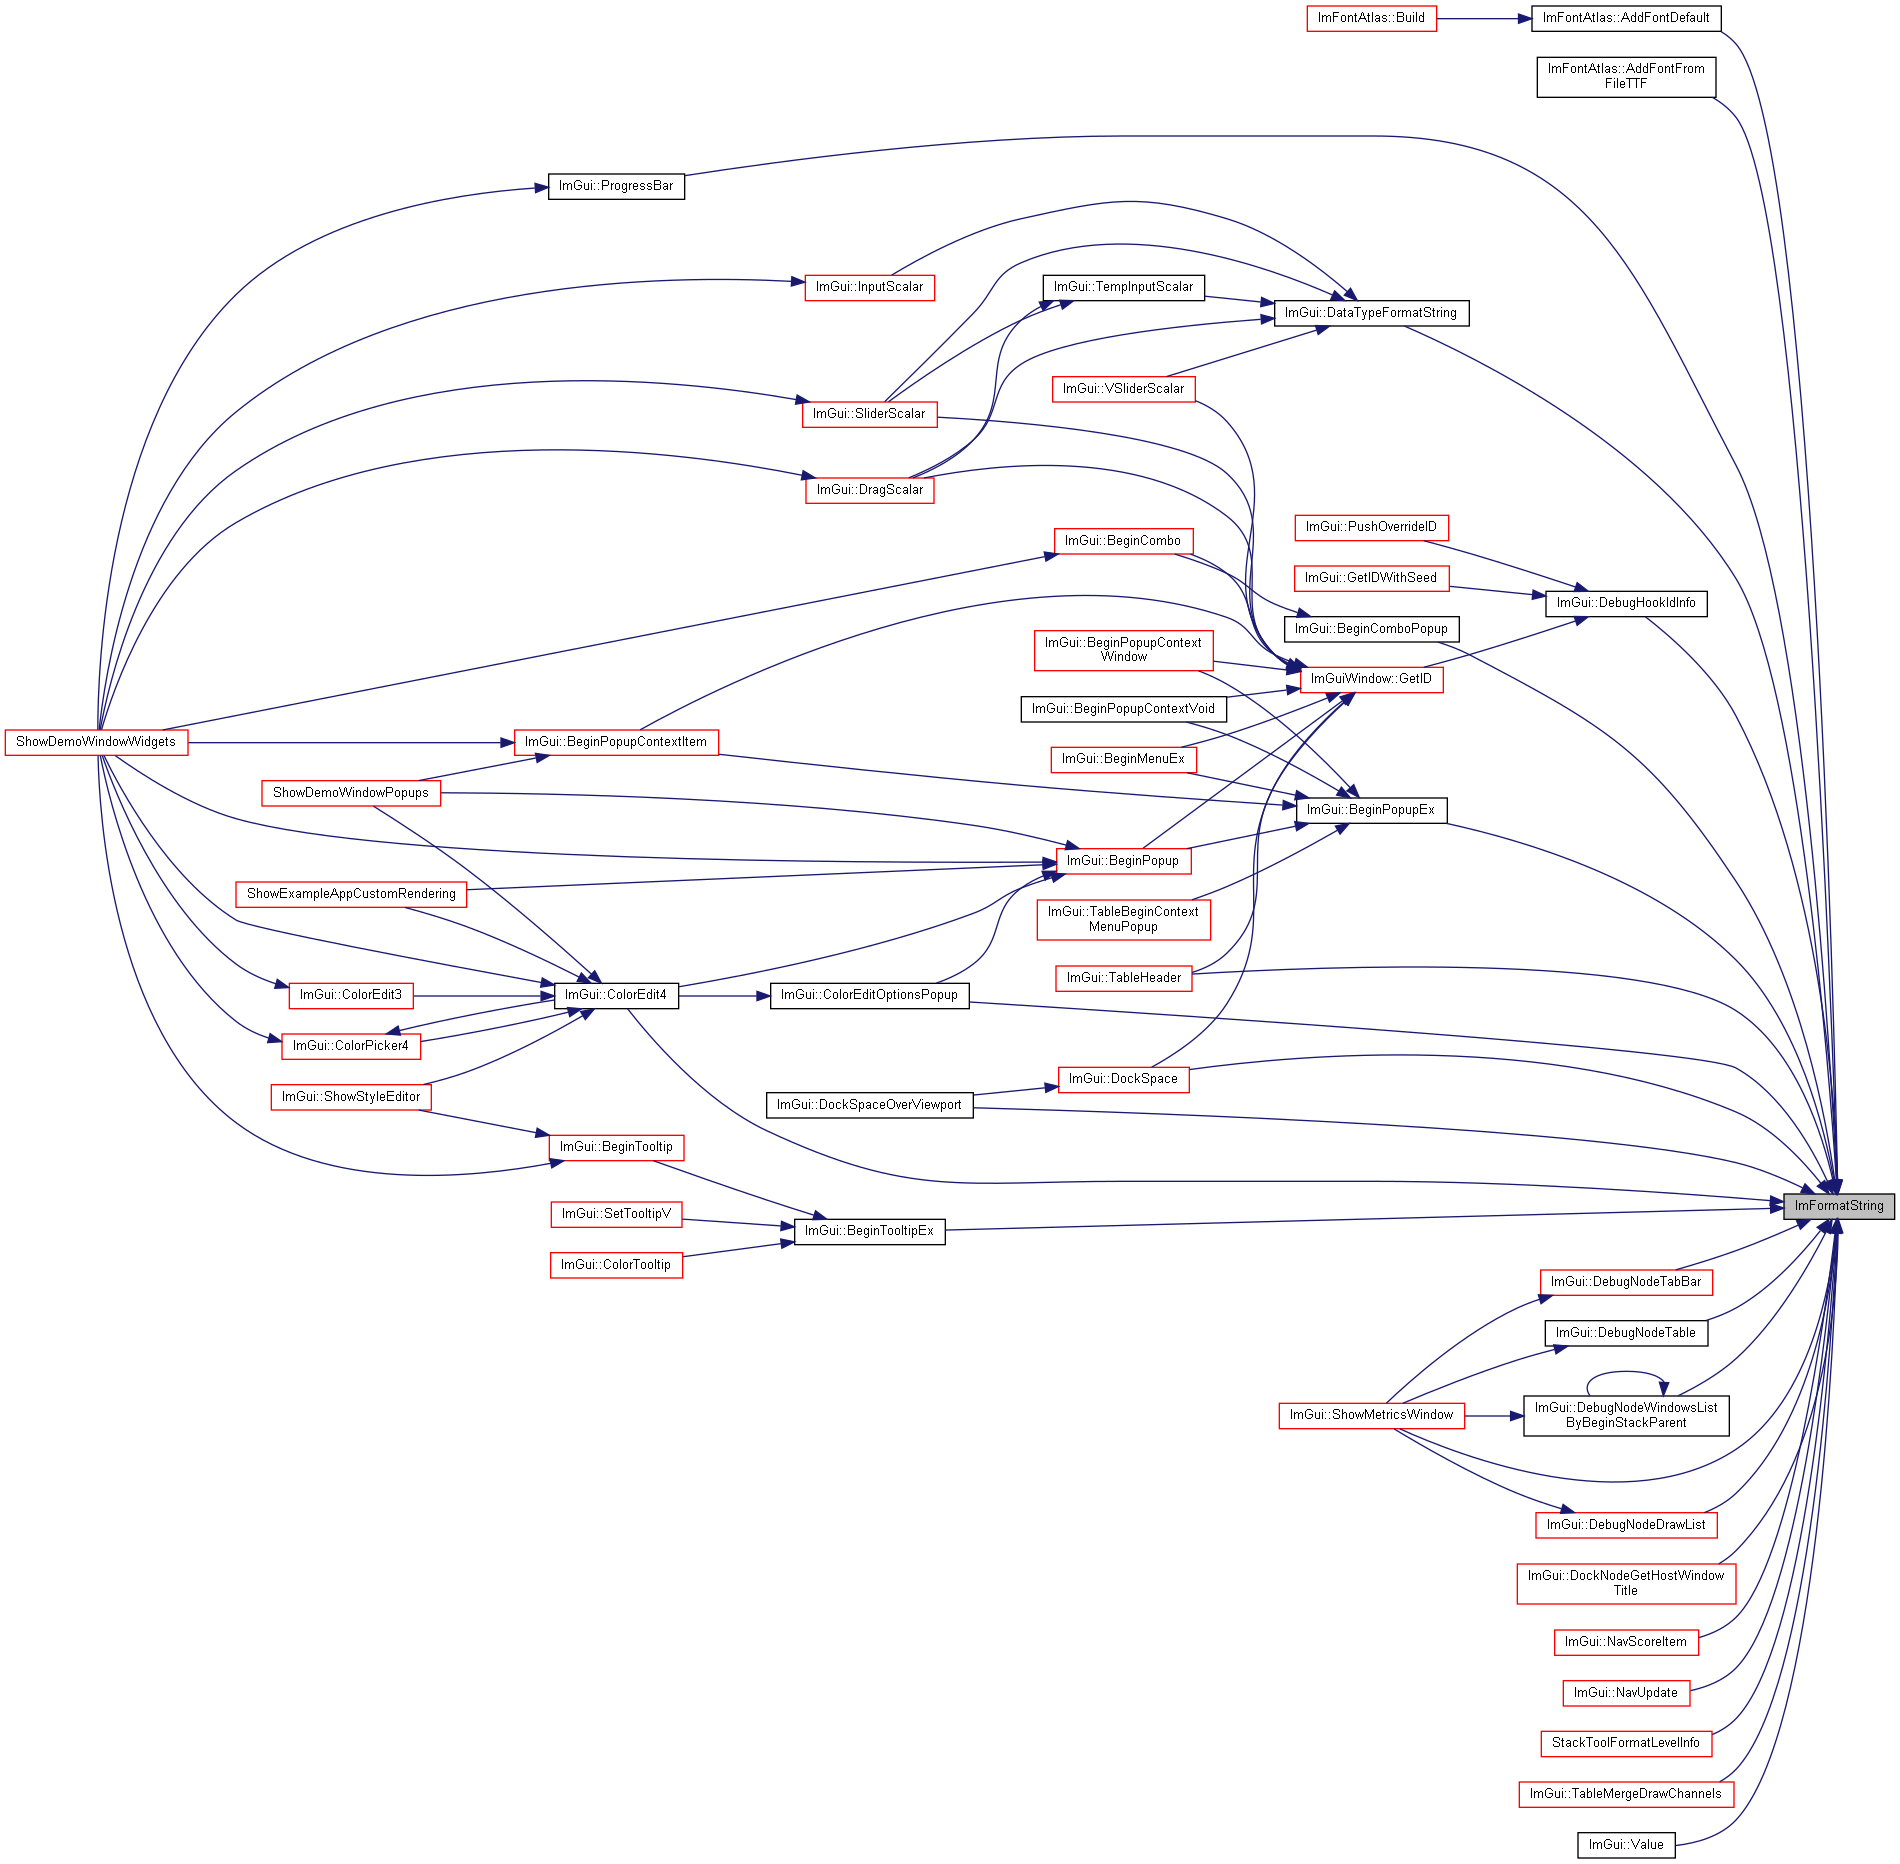 ImFontAtlas::Build
ImFontAtlas::AddFontDefault
ImFontAtlas::AddFontFrom
FileTTF
ImGui::ProgressBar
ImGui::InputScalar
ImGui::TempInputScalar
ImGui::DataTypeFormatString
ImGui::VSliderScalar
ImGui::SliderScalar
ImGui::DragScalar
ImGui::PushOverrideID
ImGui::BeginCombo
ImGui::GetIDWithSeed
ImGui::DebugHookIdInfo
ImGui::BeginComboPopup
ImGui::BeginPopupContext
Window
ImGuiWindow::GetID
ImGui::BeginPopupContextVoid
ShowDemoWindowWidgets
ImGui::BeginPopupContextItem
ImGui::BeginMenuEx
ShowDemoWindowPopups
ImGui::BeginPopupEx
ImGui::BeginPopup
ShowExampleAppCustomRendering
ImGui::TableBeginContext
MenuPopup
ImGui::TableHeader
ImGui::ColorEdit3
ImGui::ColorEdit4
ImGui::ColorEditOptionsPopup
ImGui::ColorPicker4
ImGui::DockSpace
ImGui::ShowStyleEditor
ImGui::DockSpaceOverViewport
ImGui::BeginTooltip
ImFormatString
ImGui::SetTooltipV
ImGui::BeginTooltipEx
ImGui::ColorTooltip
ImGui::DebugNodeTabBar
ImGui::DebugNodeTable
ImGui::ShowMetricsWindow
ImGui::DebugNodeWindowsList
ByBeginStackParent
ImGui::DebugNodeDrawList
ImGui::DockNodeGetHostWindow
Title
ImGui::NavScoreItem
ImGui::NavUpdate
StackToolFormatLevelInfo
ImGui::TableMergeDrawChannels
ImGui::Value